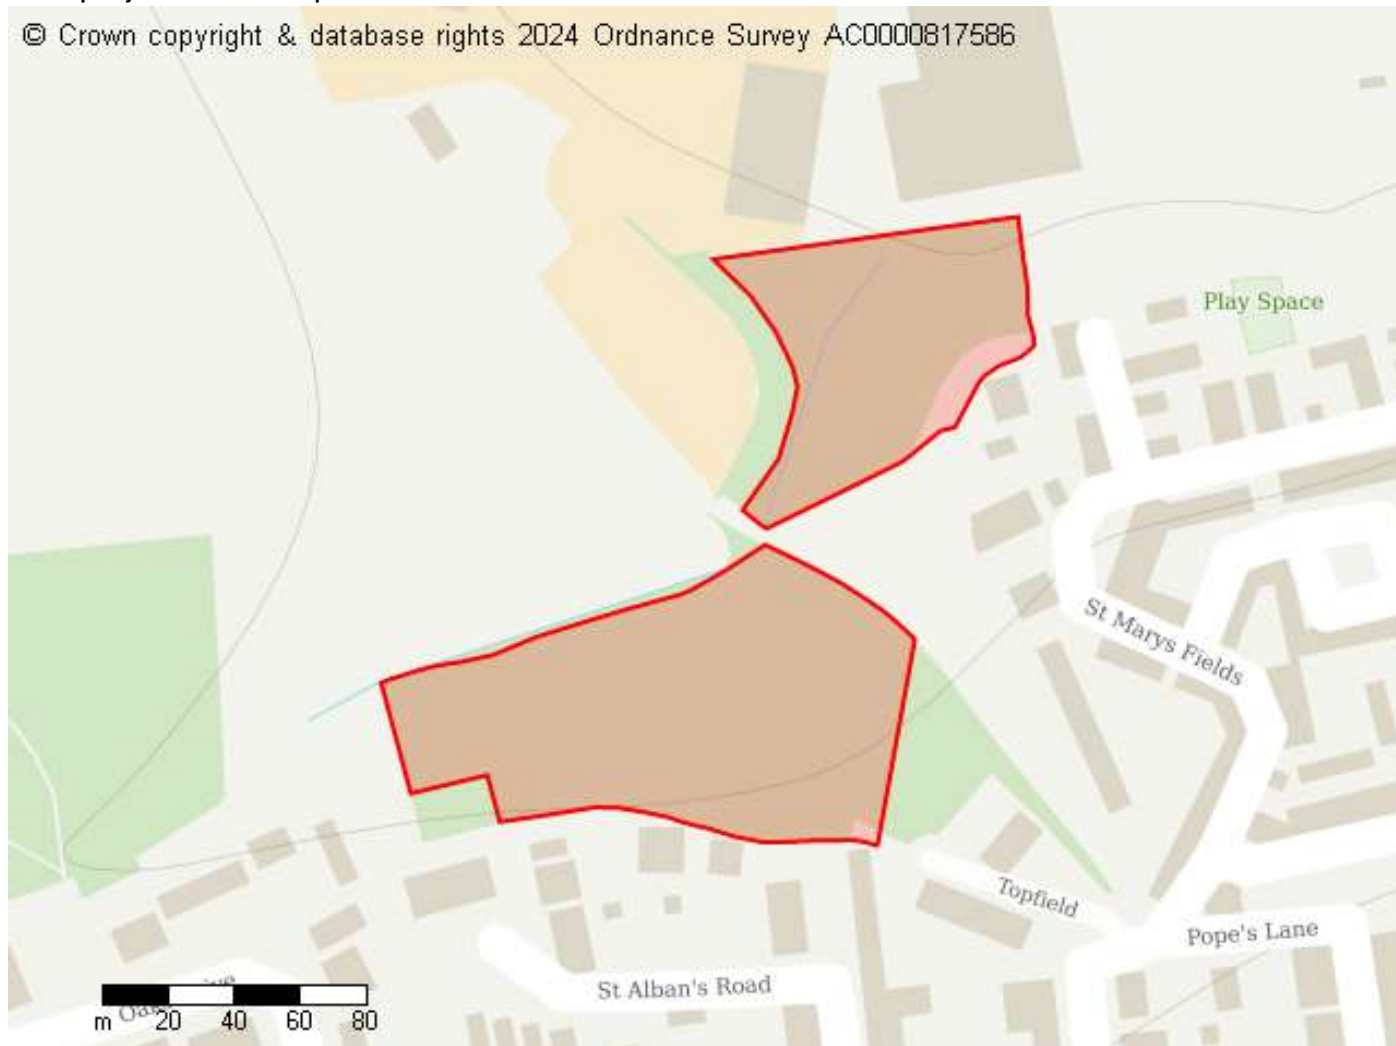 © Crown copyright & database rights 2024 Ordnance Survey AC0000817586
Play Space
St Marys Fields
Topfield
Pope's Lane
St Alban's Road
m 20 40 60 80